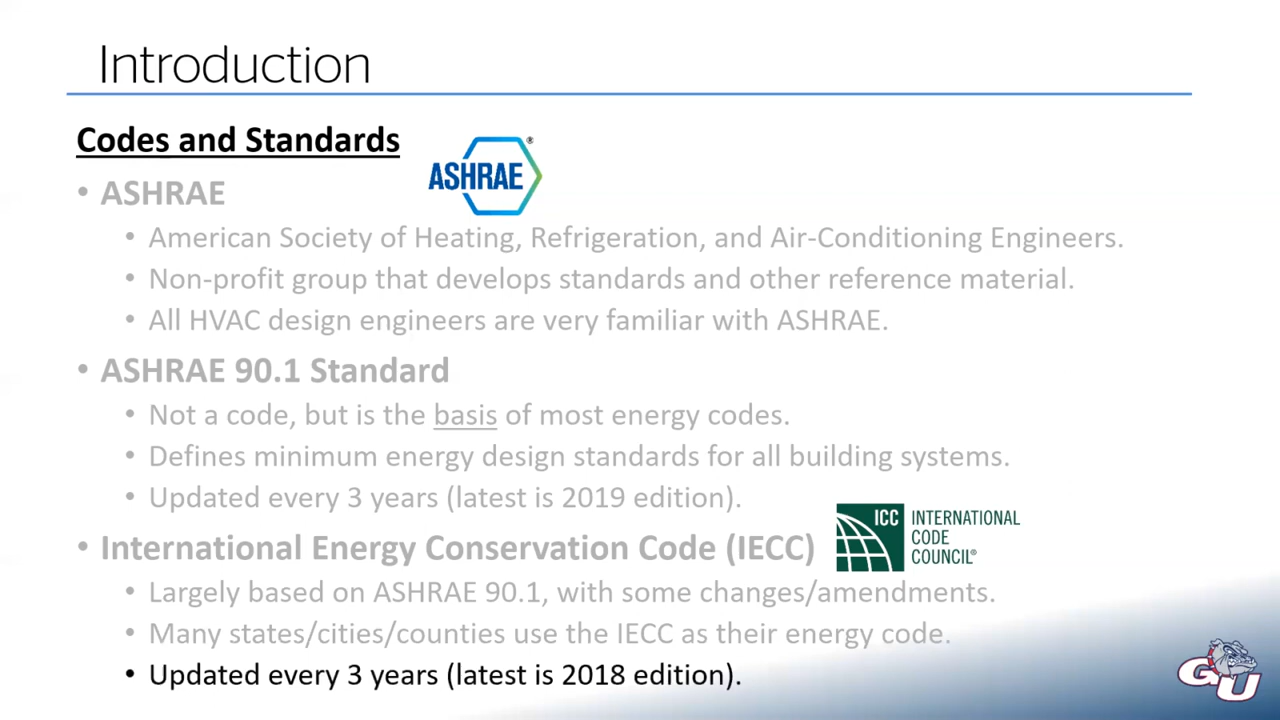 Introduction
Codes and Standards
ASHRAE®
• ASHRAE
• American Society of Heating, Refrigeration, and Air-Conditioning Engineers.
• Non-profit group that develops standards and other reference material.
• All HVAC design engineers are very familiar with ASHRAE.
• ASHRAE 90.1 Standard
• Not a code, but is the basis of most energy codes.
• Defines minimum energy design standards for all building systems.
• Updated every 3 years (latest is 2019 edition).
• International Energy Conservation Code (IECC)
ICC
INTERNATIONAL
CODE
COUNCIL®
• Largely based on ASHRAE 90.1, with some changes/amendments.
• Many states/cities/counties use the IECC as their energy code.
• Updated every 3 years (latest is 2018 edition).
GU